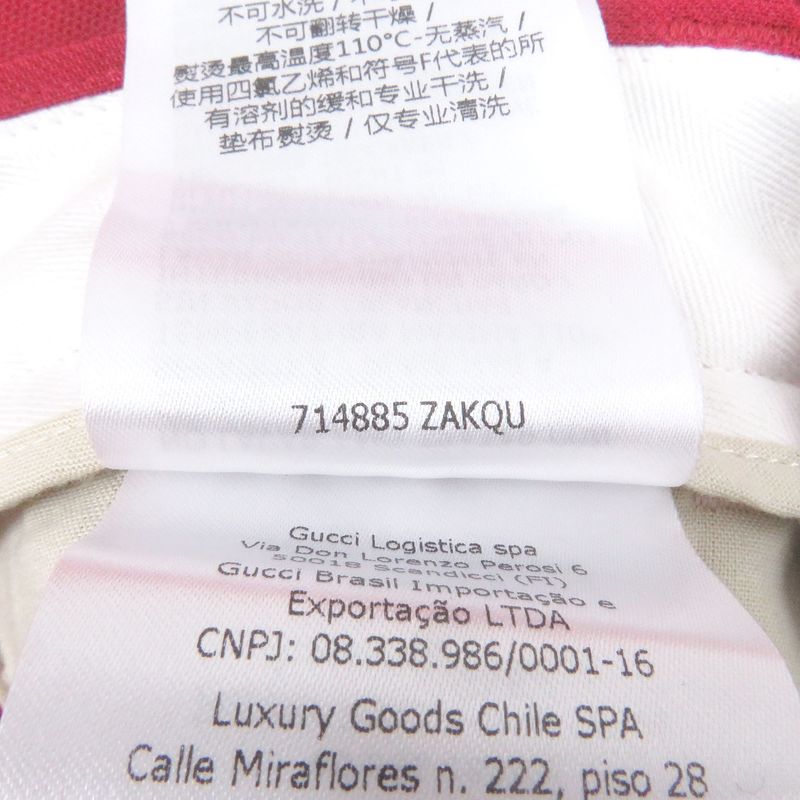 不可水洗 /
不可翻转干燥 /
熨烫最高温度110°C-无蒸汽 /
使用四氯乙烯和符号F代表的所
有溶剂的缓和专业干洗 /
垫布熨烫 / 仅专业清洗
714885 ZAKQU
Gucci Logistica spa
Via Don Lorenzo Perosi 6
50018 Scandicci (FI)
Gucci Brasil Importação e
Exportação LTDA
CNPJ: 08.338.986/0001-16
Luxury Goods Chile SPA
Calle Miraflores n. 222, piso 28